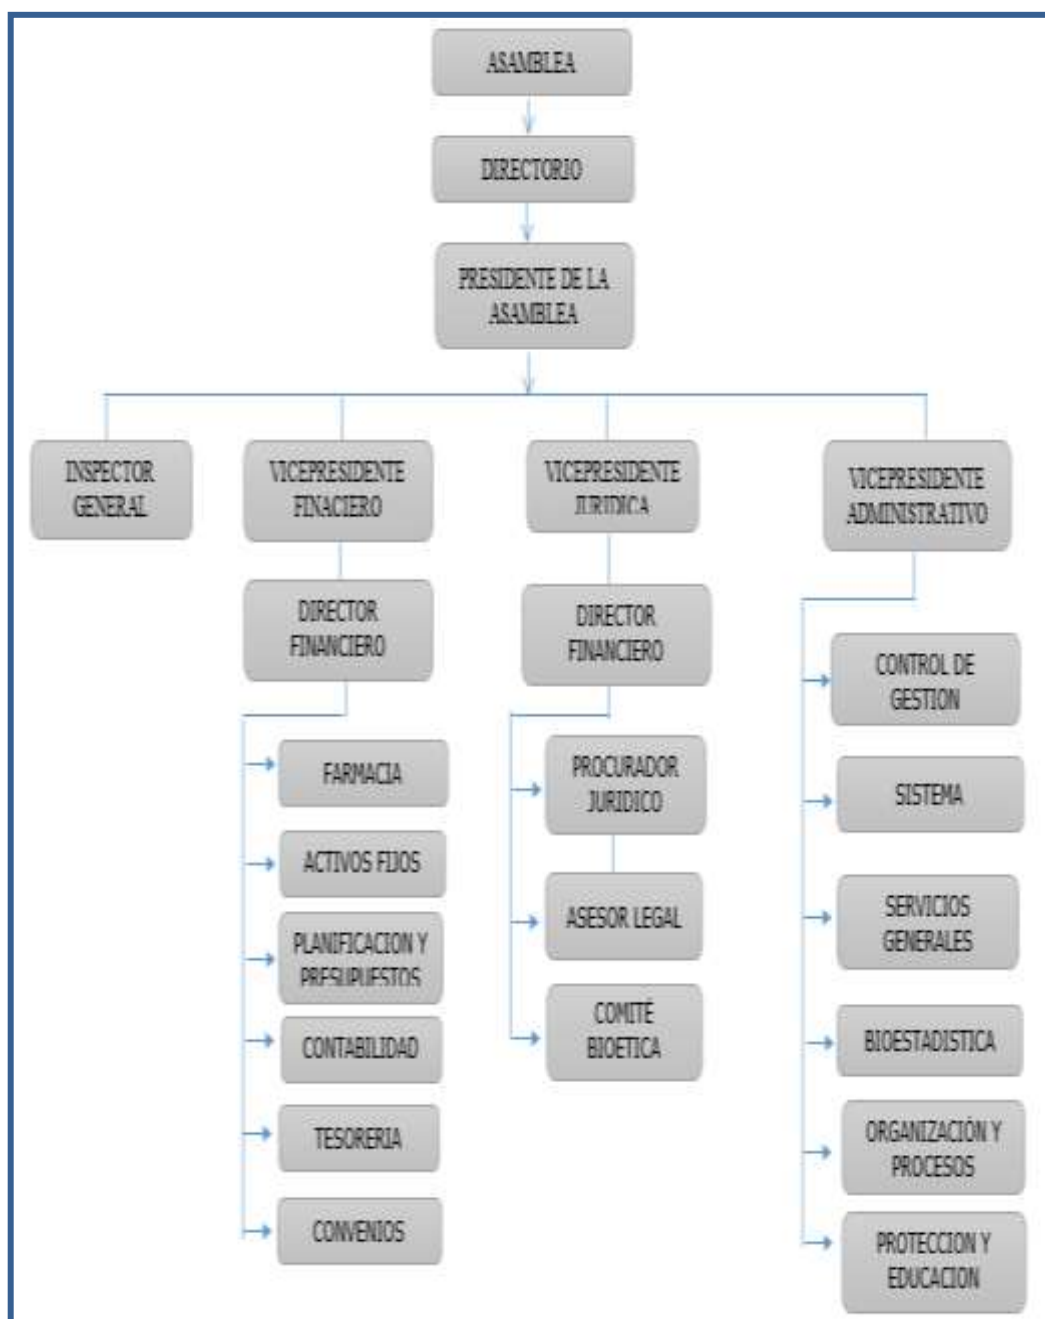 ASAMBLEA
DIRECTORIO
PRESIDENTE DE LA
ASAMBLEA
INSPECTOR
GENERAL
VICEPRESIDENTE
FINACIERO
VICEPRESIDENTE
JURIDICA
VICEPRESIDENTE
ADMINISTRATIVO
DIRECTOR
FINANCIERO
DIRECTOR
FINANCIERO
FARMACIA
ACTIVOS FIJOS
PLANIFICACION Y
PRESUPUESTOS
CONTABILIDAD
TESORERIA
CONVENIOS
PROCURADOR
JURIDICO
ASESOR LEGAL
COMITÉ
BIOETICA
CONTROL DE
GESTION
SISTEMA
SERVICIOS
GENERALES
BIOESTADISTICA
ORGANIZACIÓN Y
PROCESOS
PROTECCION Y
EDUCACION